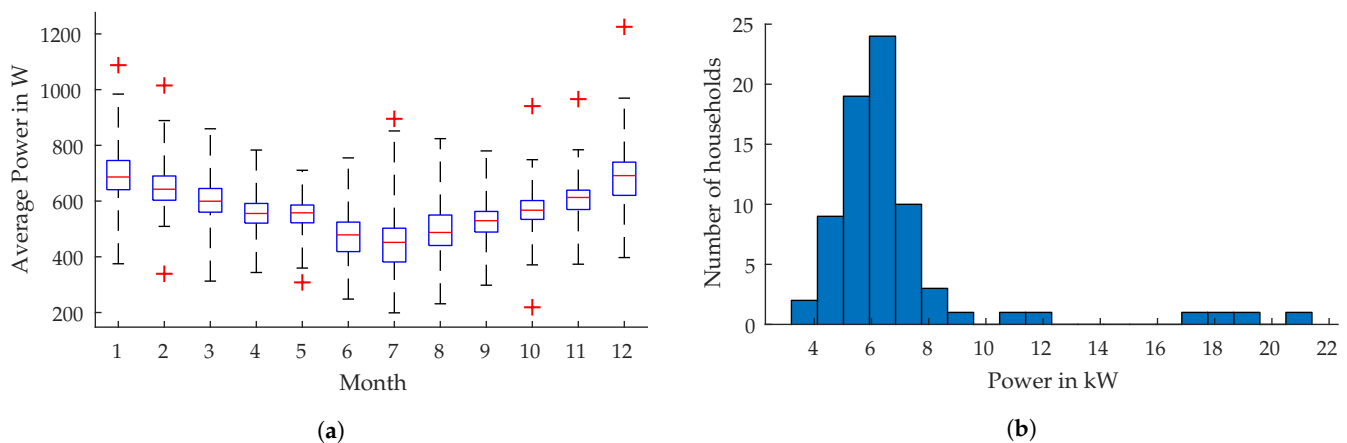 Average Power in W
1200
1000
800
600
400
200
1 2 3 4 5 6 7 8 9 10 11 12
Month
(a)
Number of households
25
20
15
10
5
0
4 6 8 10 12 14 16 18 20 22
Power in kW
(b)